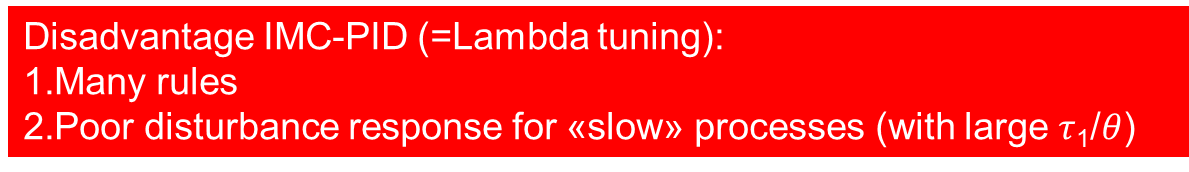 Disadvantage IMC-PID (=Lambda tuning):
1.Many rules
2.Poor disturbance response for «slow» processes (with large 𝜏₁/𝜃)